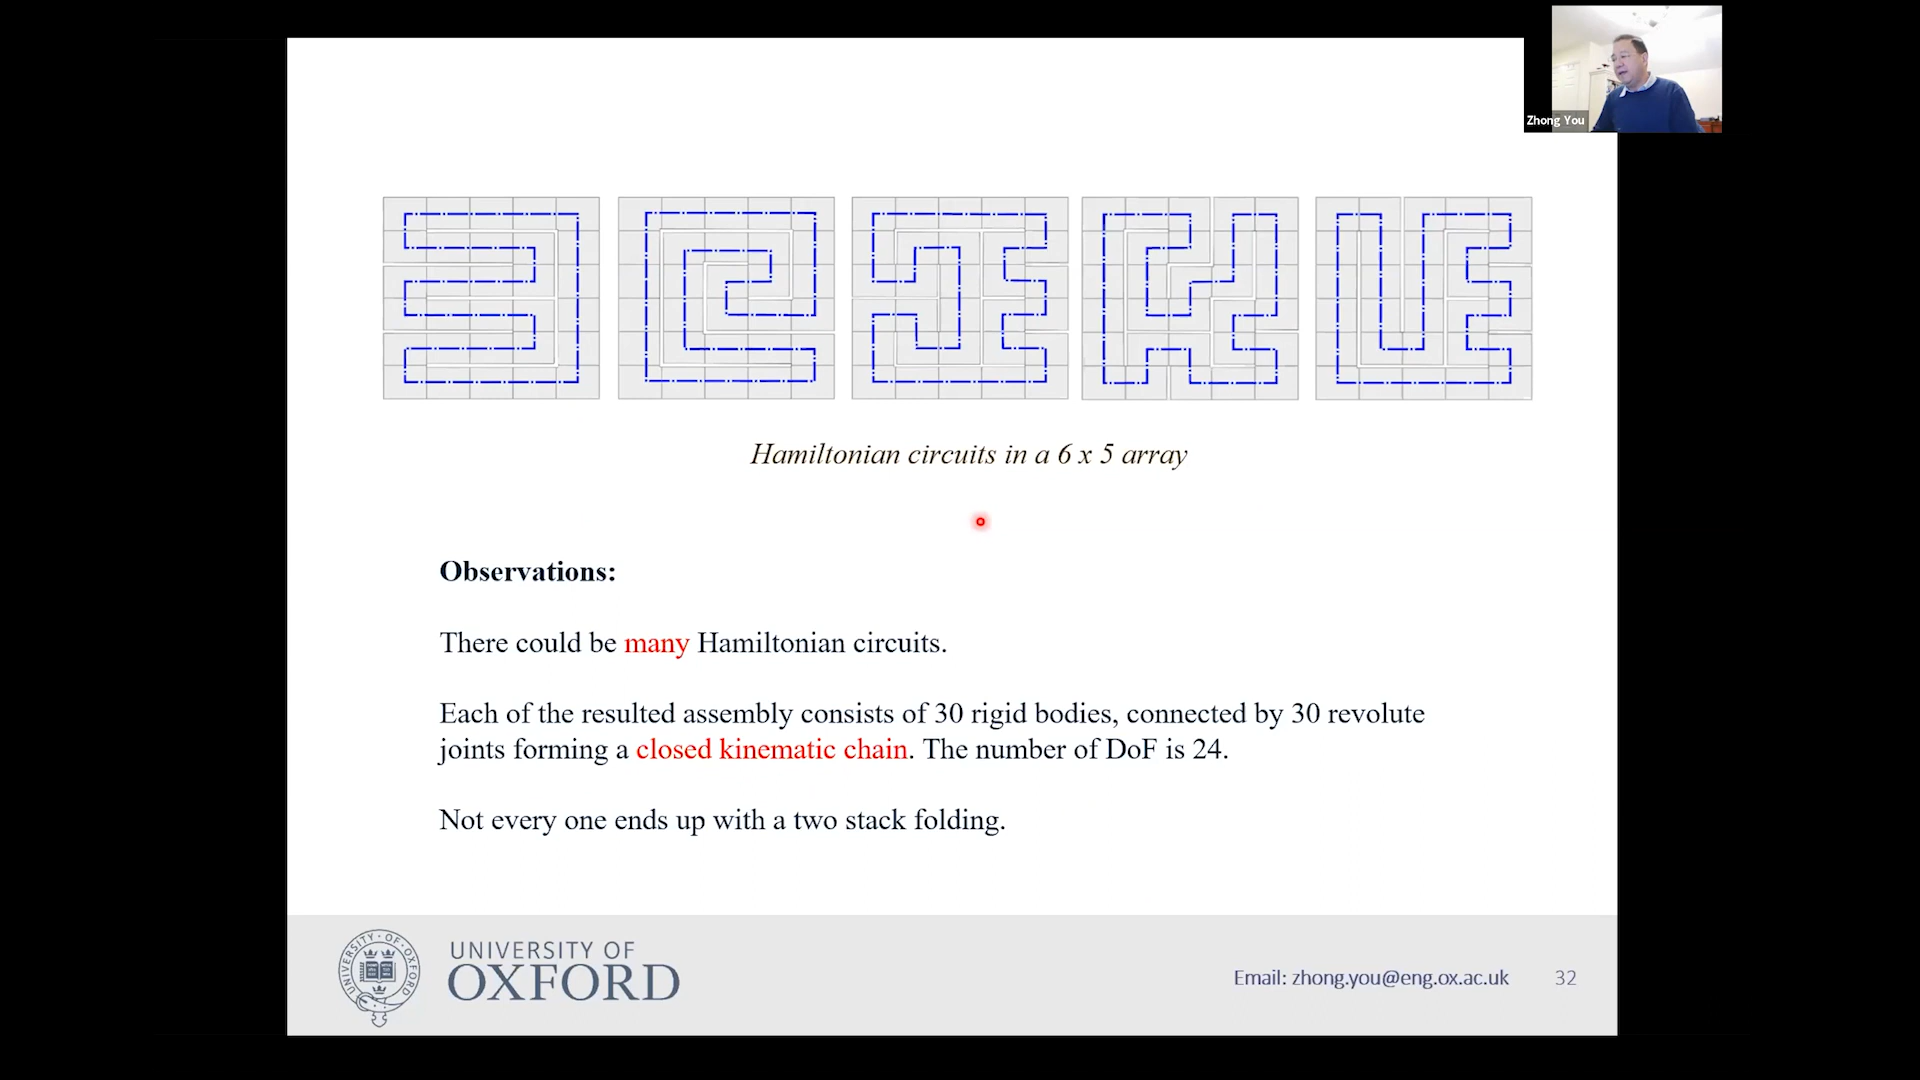 Zhong You
Hamiltonian circuits in a 6 x 5 array
Observations:
There could be many Hamiltonian circuits.
Each of the resulted assembly consists of 30 rigid bodies, connected by 30 revolute
joints forming a closed kinematic chain. The number of DoF is 24.
Not every one ends up with a two stack folding.
UNIVERSITY OF
OXFORD
UNIVERSITY·OF·OXFORD
Email: zhong.you@eng.ox.ac.uk
32